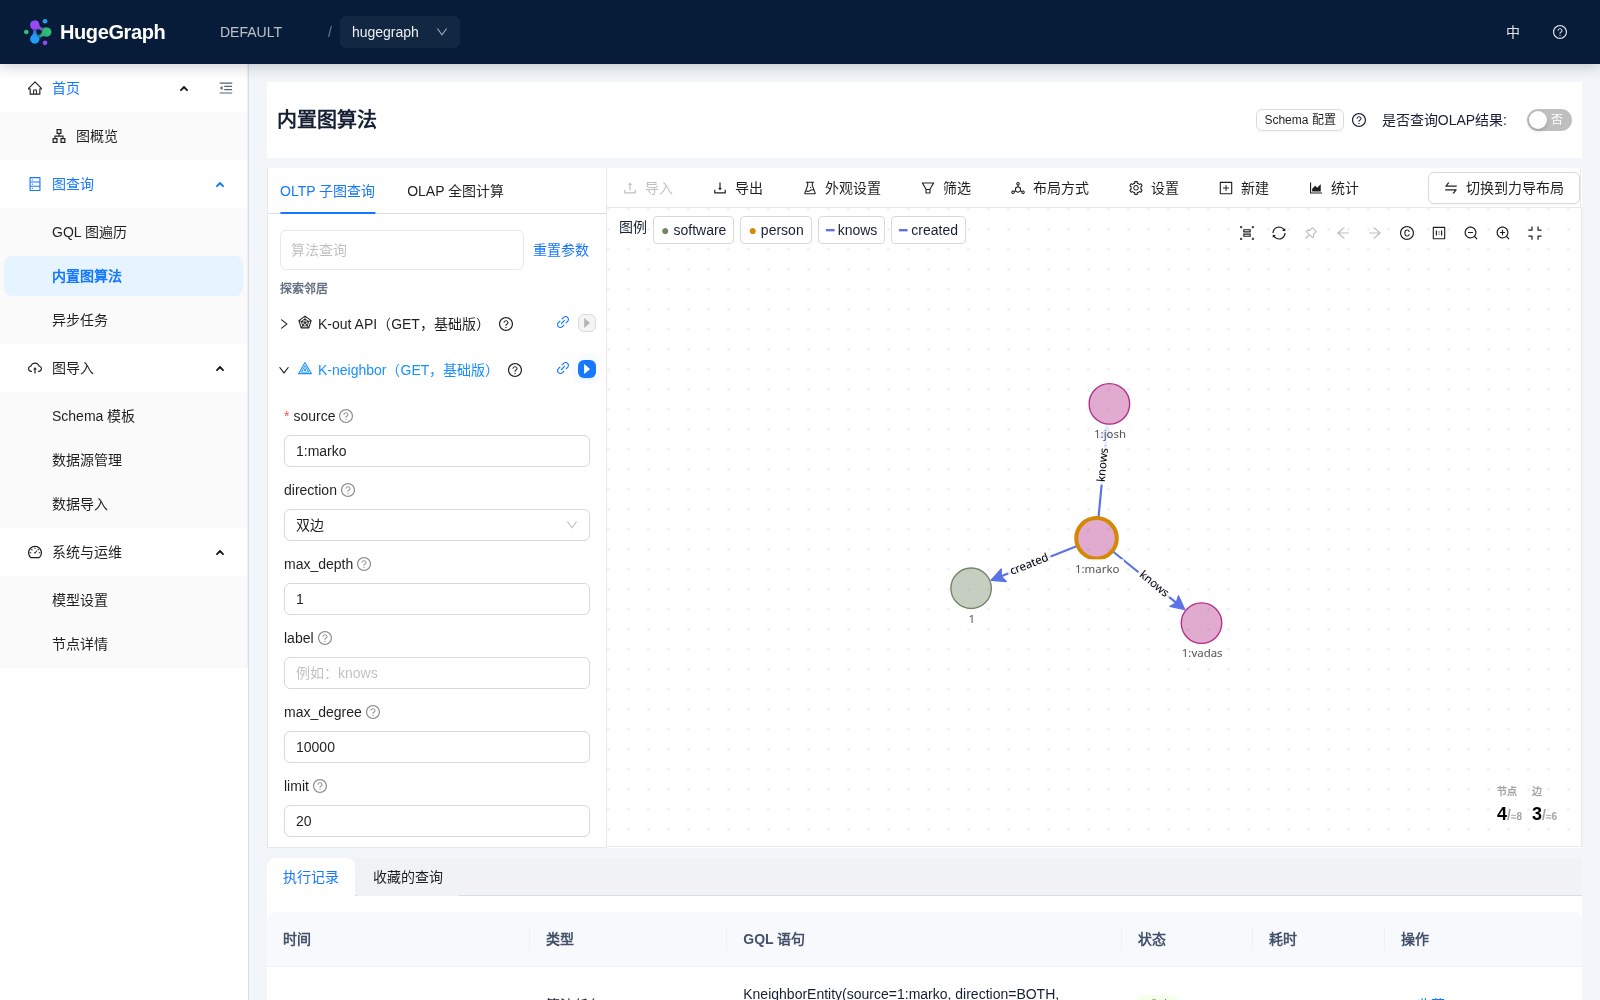 HugeGraph
DEFAULT / hugegraph
中
首页
图概览
图查询
GQL 图遍历
内置图算法
异步任务
图导入
Schema 模板
数据源管理
数据导入
系统与运维
模型设置
节点详情
内置图算法
Schema 配置
是否查询OLAP结果:
否
OLTP 子图查询
OLAP 全图计算
算法查询
重置参数
探索邻居
K-out API（GET，基础版）
K-neighbor（GET，基础版）
* source
1:marko
direction
双边
max_depth
1
label
例如：knows
max_degree
10000
limit
20
导入
导出
外观设置
筛选
布局方式
设置
新建
统计
切换到力导布局
图例
software
person
knows
created
1:josh
knows
1:marko
created
1
knows
1:vadas
节点 边
4/≈8 3/≈6
执行记录
收藏的查询
时间
类型
GQL 语句
状态
耗时
操作
KneighborEntity(source=1:marko, direction=BOTH,